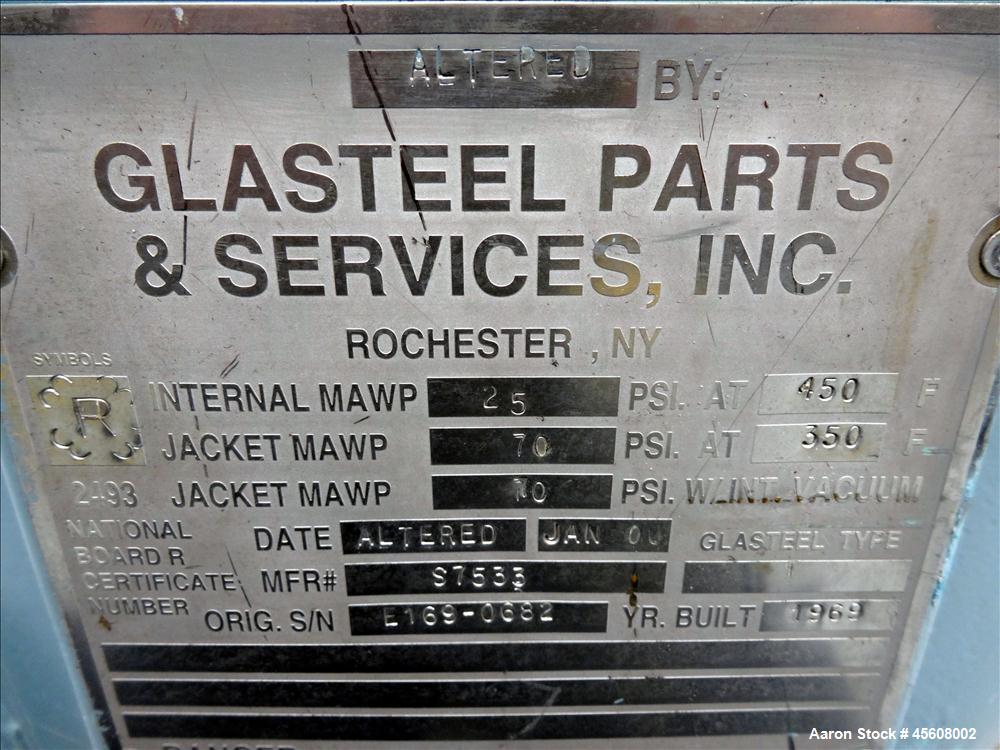 ALTERED BY:
GLASTEEL PARTS
& SERVICES, INC.
ROCHESTER , NY
SYMBOLS
R
INTERNAL MAWP 25 PSI. AT 450 F
JACKET MAWP 70 PSI. AT 350 F
2493 JACKET MAWP 70 PSI. W/INT. VACUUM
NATIONAL
BOARD R
CERTIFICATE
NUMBER
DATE ALTERED JAN 00 GLASTEEL TYPE
MFR# S7533
ORIG. S/N E169-0682 YR. BUILT 1969
DANGER
Aaron Stock # 45608002